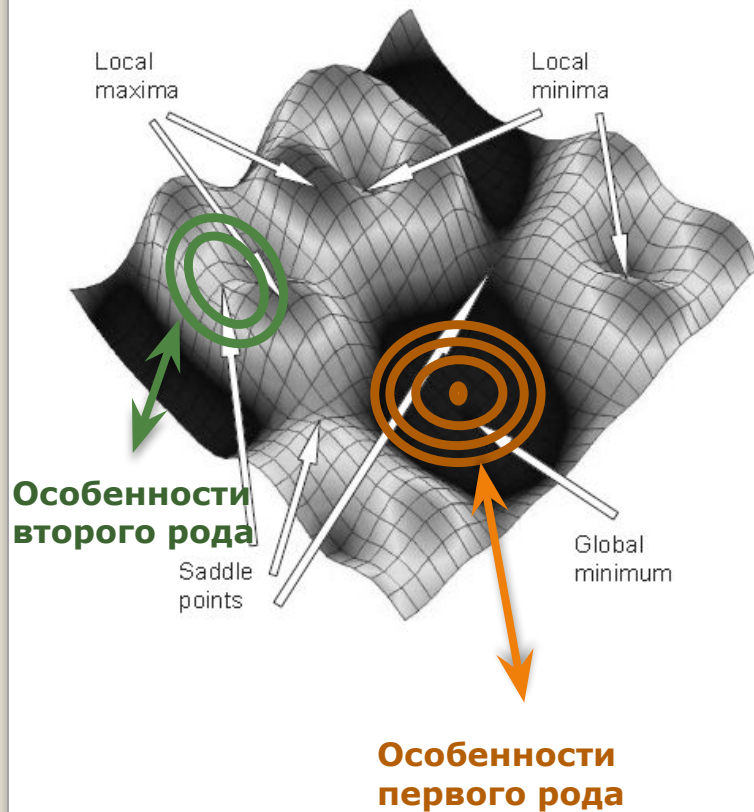 Local
maxima
Local
minima
Особенности
второго рода
Saddle
points
Global
minimum
Особенности
первого рода